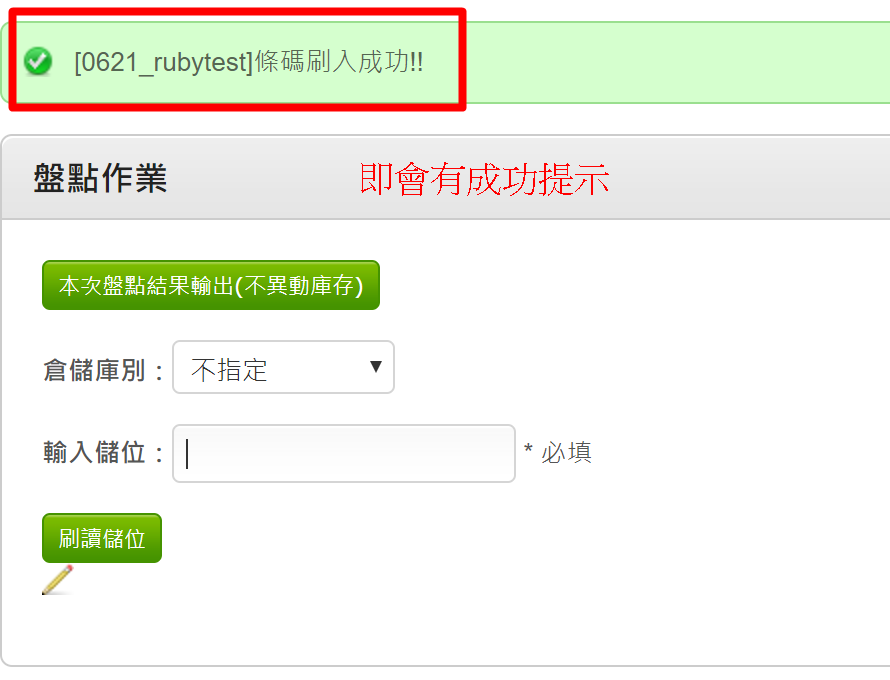 [0621_rubytest]條碼刷入成功!!
盤點作業 即會有成功提示
本次盤點結果輸出(不異動庫存)
倉儲庫別： 不指定
輸入儲位： * 必填
刷讀儲位